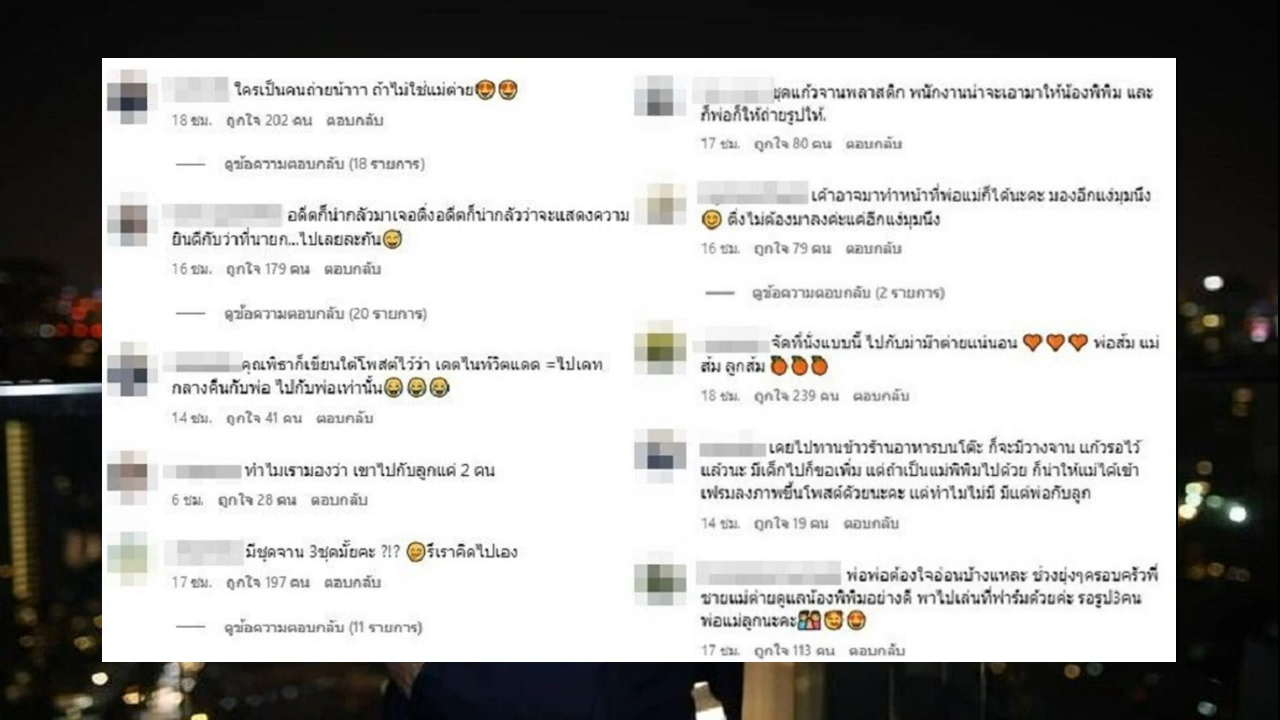 ใครเป็นคนถ่ายน้าาา ถ้าไม่ใช่แม่ต่าย😍😍
18 ชม. ถูกใจ 202 คน ตอบกลับ
ดูข้อความตอบกลับ (18 รายการ)
อดีตก็น่ากลัวมาเจอติ่งอดีตก็น่ากลัวว่าจะแสดงความ
ยินดีกับว่าที่นายก...ไปเลยละกัน😅
16 ชม. ถูกใจ 179 คน ตอบกลับ
ดูข้อความตอบกลับ (20 รายการ)
คุณพิธาก็เขียนใต้โพสต์ไว้ว่า เดตไนท์วิตแดด =ไปเดท
กลางคืนกับพ่อ ไปกับพ่อเท่านั้น😂😂😂
14 ชม. ถูกใจ 41 คน ตอบกลับ
ทำไมเรามองว่า เขาไปกับลูกแค่ 2 คน
6 ชม. ถูกใจ 28 คน ตอบกลับ
มีชุดจาน 3ชุดมั้ยคะ ?!? 🤭รึเราคิดไปเอง
17 ชม. ถูกใจ 197 คน ตอบกลับ
ดูข้อความตอบกลับ (11 รายการ)
ชุดแก้วจานพลาสติก พนักงานน่าจะเอามาให้น้องพิพิม และ
ก็พ่อก็ให้ถ่ายรูปให้.
17 ชม. ถูกใจ 80 คน ตอบกลับ
เค้าอาจมาทำหน้าที่พ่อแม่ก็ได้นะคะ มองอีกแง่มุมนึง
😉 ติ่งไม่ต้องมาลงค่ะแค่อีกแง่มุมนึง
16 ชม. ถูกใจ 79 คน ตอบกลับ
ดูข้อความตอบกลับ (2 รายการ)
จัดที่นั่งแบบนี้ ไปกับม่าม๊าต่ายแน่นอน 🧡🧡🧡 พ่อส้ม แม่
ส้ม ลูกส้ม🍊🍊🍊
18 ชม. ถูกใจ 239 คน ตอบกลับ
เคยไปทานข้าวร้านอาหารบนโต๊ะ ก็จะมีวางจาน แก้วรอไว้
แล้วนะ มีเด็กไปก็ขอเพิ่ม แต่ถ้าเป็นแม่พิพิมไปด้วย ก็น่าให้แม่ได้เข้า
เฟรมลงภาพขึ้นโพสต์ด้วยนะคะ แต่ทำไมไม่มี มีแต่พ่อกับลูก
14 ชม. ถูกใจ 19 คน ตอบกลับ
พ่อพ่อต้องใจอ่อนบ้างแหละ ช่วงยุ่งๆครอบครัวพี่
ชายแม่ต่ายดูแลน้องพิพิมอย่างดี พาไปเล่นที่ฟาร์มด้วยค่ะ รอรูป3คน
พ่อแม่ลูกนะคะ👫🥰😍
17 ชม. ถูกใจ 113 คน ตอบกลับ